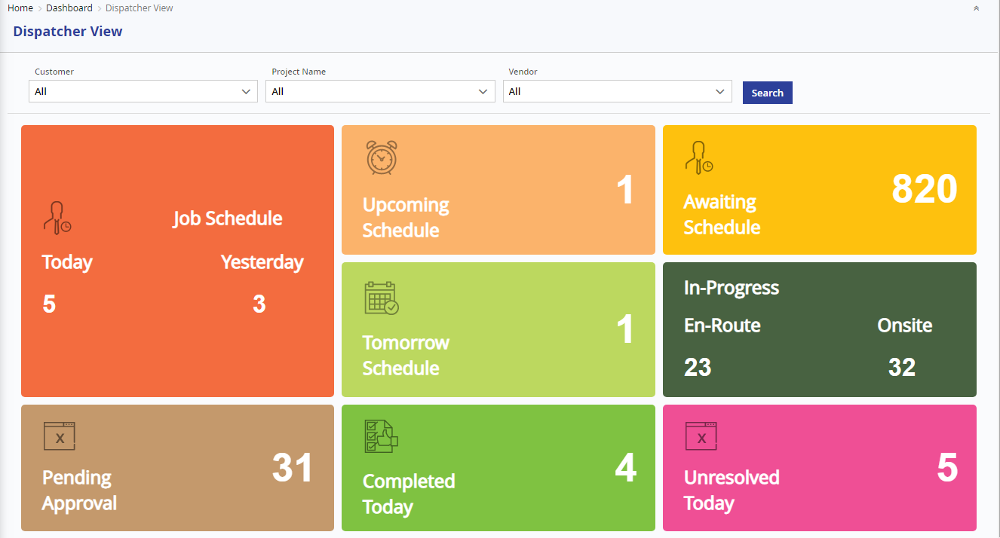 Home > Dashboard > Dispatcher View
Dispatcher View
Customer
Project Name
Vendor
All
All
All
Search
Job Schedule
Today
Yesterday
5
3
Upcoming
Schedule
1
Awaiting
Schedule
820
Tomorrow
Schedule
1
In-Progress
En-Route
Onsite
23
32
X
Pending
Approval
31
Completed
Today
4
X
Unresolved
Today
5